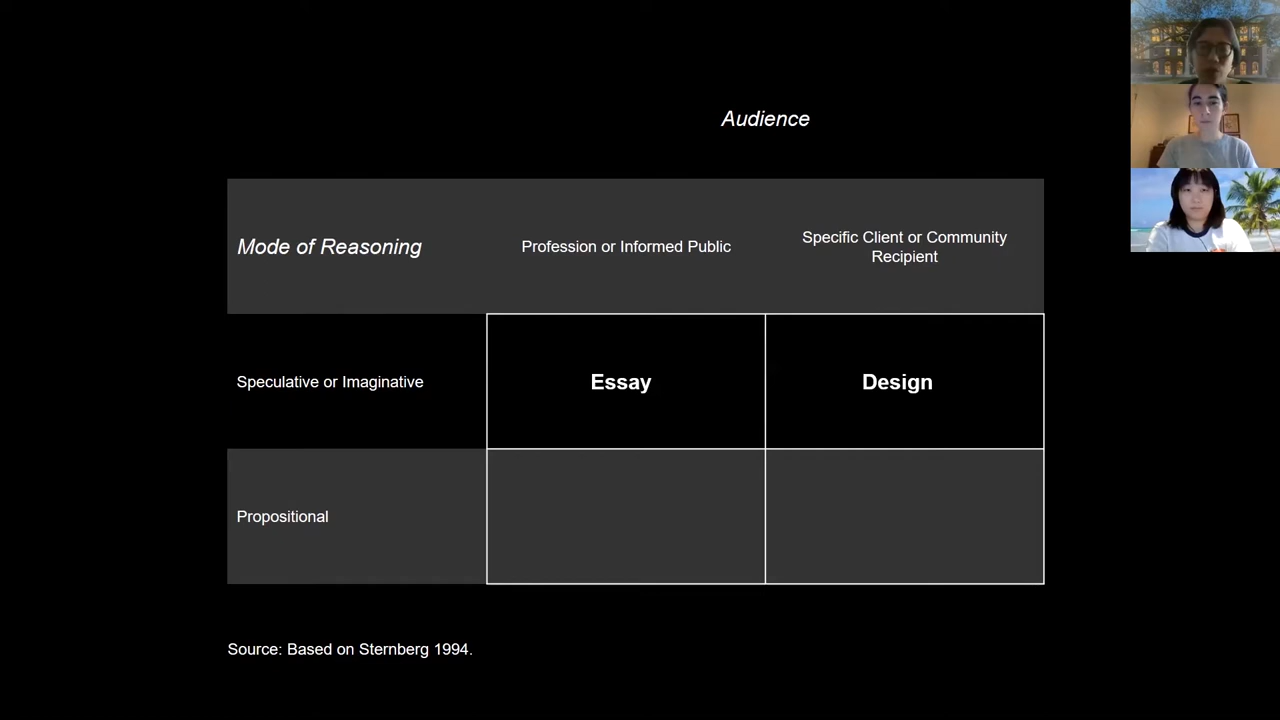 Audience
Mode of Reasoning
Profession or Informed Public
Specific Client or Community
Recipient
Speculative or Imaginative
Essay
Design
Propositional
Source: Based on Sternberg 1994.